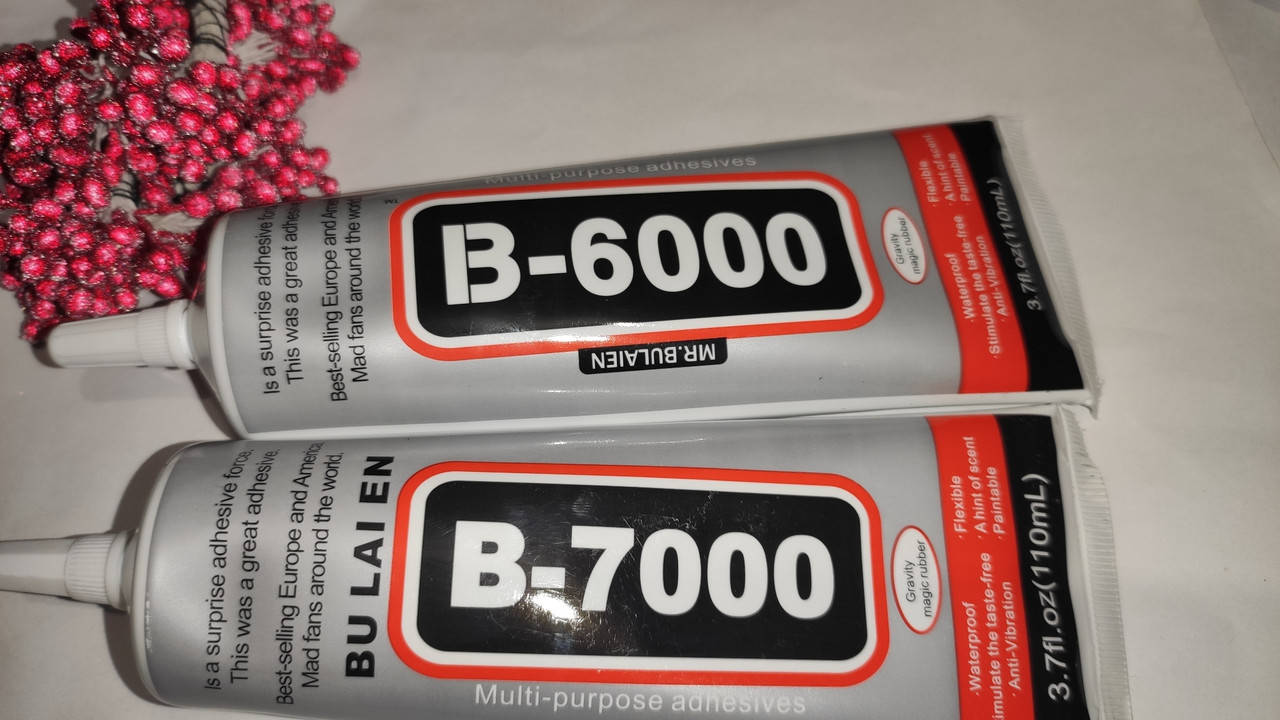 Multi-purpose adhesives
B-6000
TM
MR.BULAIEN
Is a surprise adhesive
This was a great
Best-selling Europe and
Mad fans around the
Gravity
magic rubber
·Flexible
·A hint of scent
·Paintable
·Waterproof
·Stimulate the taste-free
·Anti-Vibration
3.7fl.oz(110mL)
Is a surprise adhesive force,
This was a great adhesive.
Best-selling Europe and America
Mad fans around the world.
BU LAI EN
B-7000
Multi-purpose adhesives
Gravity
magic rubber
·Flexible
·A hint of scent
·Paintable
·Waterproof
imulate the taste-free
·Anti-Vibration
3.7fl.oz(110mL)